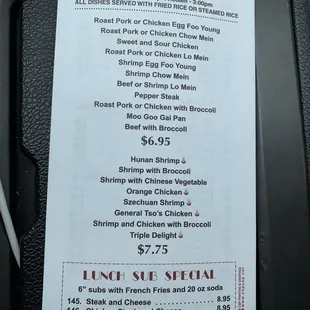 - 3:00pm
ALL DISHES SERVED WITH FRIED RICE OR STEAMED RICE
Roast Pork or Chicken Egg Foo Young
Roast Pork or Chicken Chow Mein
Sweet and Sour Chicken
Roast Pork or Chicken Lo Mein
Shrimp Egg Foo Young
Shrimp Chow Mein
Beef or Shrimp Lo Mein
Pepper Steak
Roast Pork or Chicken with Broccoli
Moo Goo Gai Pan
Beef with Broccoli
$6.95
Hunan Shrimp
Shrimp with Broccoli
Shrimp with Chinese Vegetable
Orange Chicken
Szechuan Shrimp
General Tso's Chicken
Shrimp and Chicken with Broccoli
Triple Delight
$7.75
LUNCH SUB SPECIAL
6" subs with French Fries and 20 oz soda
145. Steak and Cheese 8.95
8.95